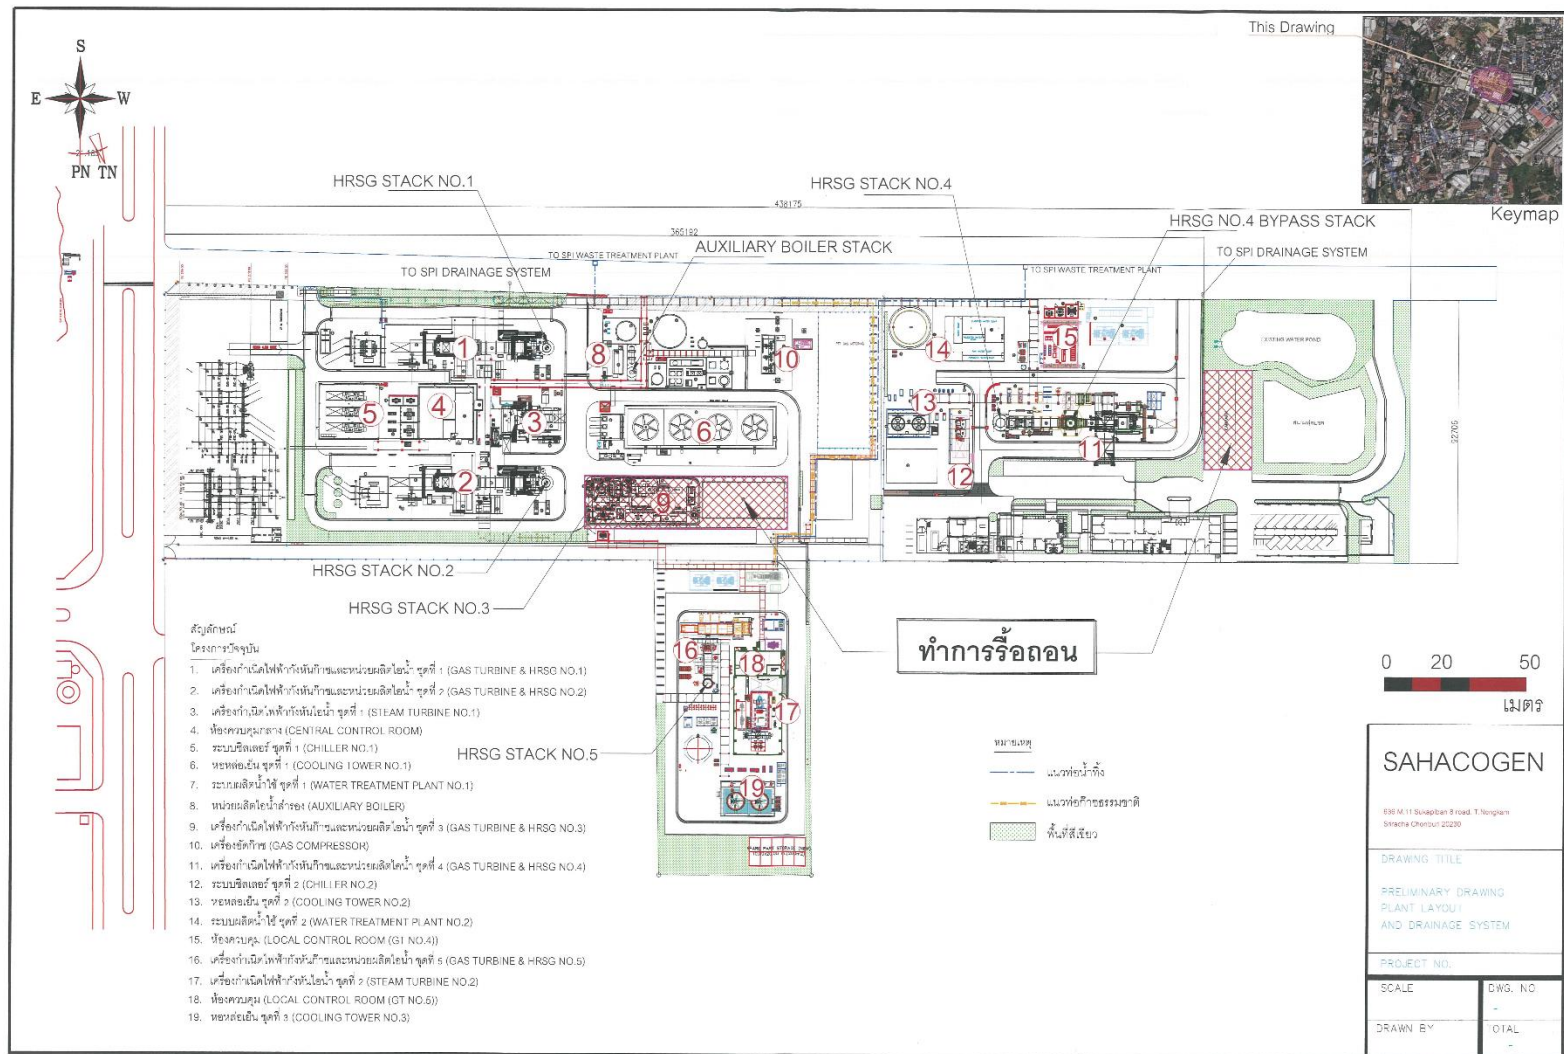 This Drawing
Keymap
S
E
W
PN TN
HRSG STACK NO.1
HRSG STACK NO.4
438175
HRSG NO.4 BYPASS STACK
365192
AUXILIARY BOILER STACK
TO SPI WASTE TREATMENT PLANT
TO SPI DRAINAGE SYSTEM
TO SPI WASTE TREATMENT PLANT
TO SPI DRAINAGE SYSTEM
1
8
10
14
15
5
4
3
6
13
11
12
2
9
52705
HRSG STACK NO.2
HRSG STACK NO.3
ทำการรื้อถอน
16
18
17
19
HRSG STACK NO.5
สัญลักษณ์
โครงการปัจจุบัน
1. เครื่องกำเนิดไฟฟ้ากังหันก๊าซและหน่วยผลิตไอน้ำ ชุดที่ 1 (GAS TURBINE & HRSG NO.1)
2. เครื่องกำเนิดไฟฟ้ากังหันก๊าซและหน่วยผลิตไอน้ำ ชุดที่ 2 (GAS TURBINE & HRSG NO.2)
3. เครื่องกำเนิดไฟฟ้ากังหันไอน้ำ ชุดที่ 1 (STEAM TURBINE NO.1)
4. ห้องควบคุมกลาง (CENTRAL CONTROL ROOM)
5. ระบบชิลเลอร์ ชุดที่ 1 (CHILLER NO.1)
6. หอหล่อเย็น ชุดที่ 1 (COOLING TOWER NO.1)
7. ระบบผลิตน้ำใช้ ชุดที่ 1 (WATER TREATMENT PLANT NO.1)
8. หน่วยผลิตไอน้ำสำรอง (AUXILIARY BOILER)
9. เครื่องกำเนิดไฟฟ้ากังหันก๊าซและหน่วยผลิตไอน้ำ ชุดที่ 3 (GAS TURBINE & HRSG NO.3)
10. เครื่องอัดก๊าซ (GAS COMPRESSOR)
11. เครื่องกำเนิดไฟฟ้ากังหันก๊าซและหน่วยผลิตไอน้ำ ชุดที่ 4 (GAS TURBINE & HRSG NO.4)
12. ระบบชิลเลอร์ ชุดที่ 2 (CHILLER NO.2)
13. หอหล่อเย็น ชุดที่ 2 (COOLING TOWER NO.2)
14. ระบบผลิตน้ำใช้ ชุดที่ 2 (WATER TREATMENT PLANT NO.2)
15. ห้องควบคุม (LOCAL CONTROL ROOM (GT NO.4))
16. เครื่องกำเนิดไฟฟ้ากังหันก๊าซและหน่วยผลิตไอน้ำ ชุดที่ 5 (GAS TURBINE & HRSG NO.5)
17. เครื่องกำเนิดไฟฟ้ากังหันไอน้ำ ชุดที่ 2 (STEAM TURBINE NO.2)
18. ห้องควบคุม (LOCAL CONTROL ROOM (GT NO.5))
19. หอหล่อเย็น ชุดที่ 3 (COOLING TOWER NO.3)
หมายเหตุ
แนวท่อน้ำทิ้ง
แนวท่อก๊าซธรรมชาติ
พื้นที่สีเขียว
0 20 50
เมตร
SAHACOGEN
636 M.11 Sukapiban 8 road, T.Nongkam
Sriracha Chonburi 20230
DRAWING TITLE
PRELIMINARY DRAWING
PLANT LAYOUT
AND DRAINAGE SYSTEM
PROJECT NO.
SCALE
DWG. NO
-
DRAWN BY
-